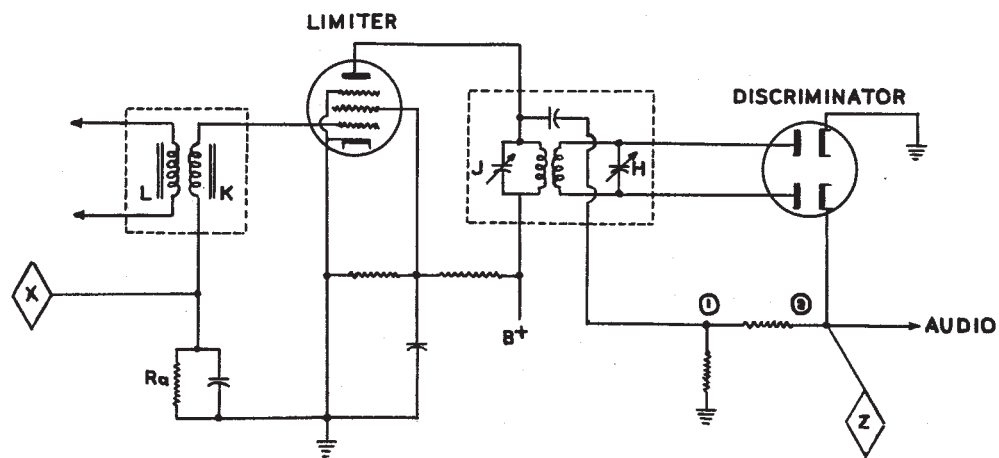 LIMITER
DISCRIMINATOR
L
K
J
H
X
Ra
B+
1
2
AUDIO
Z